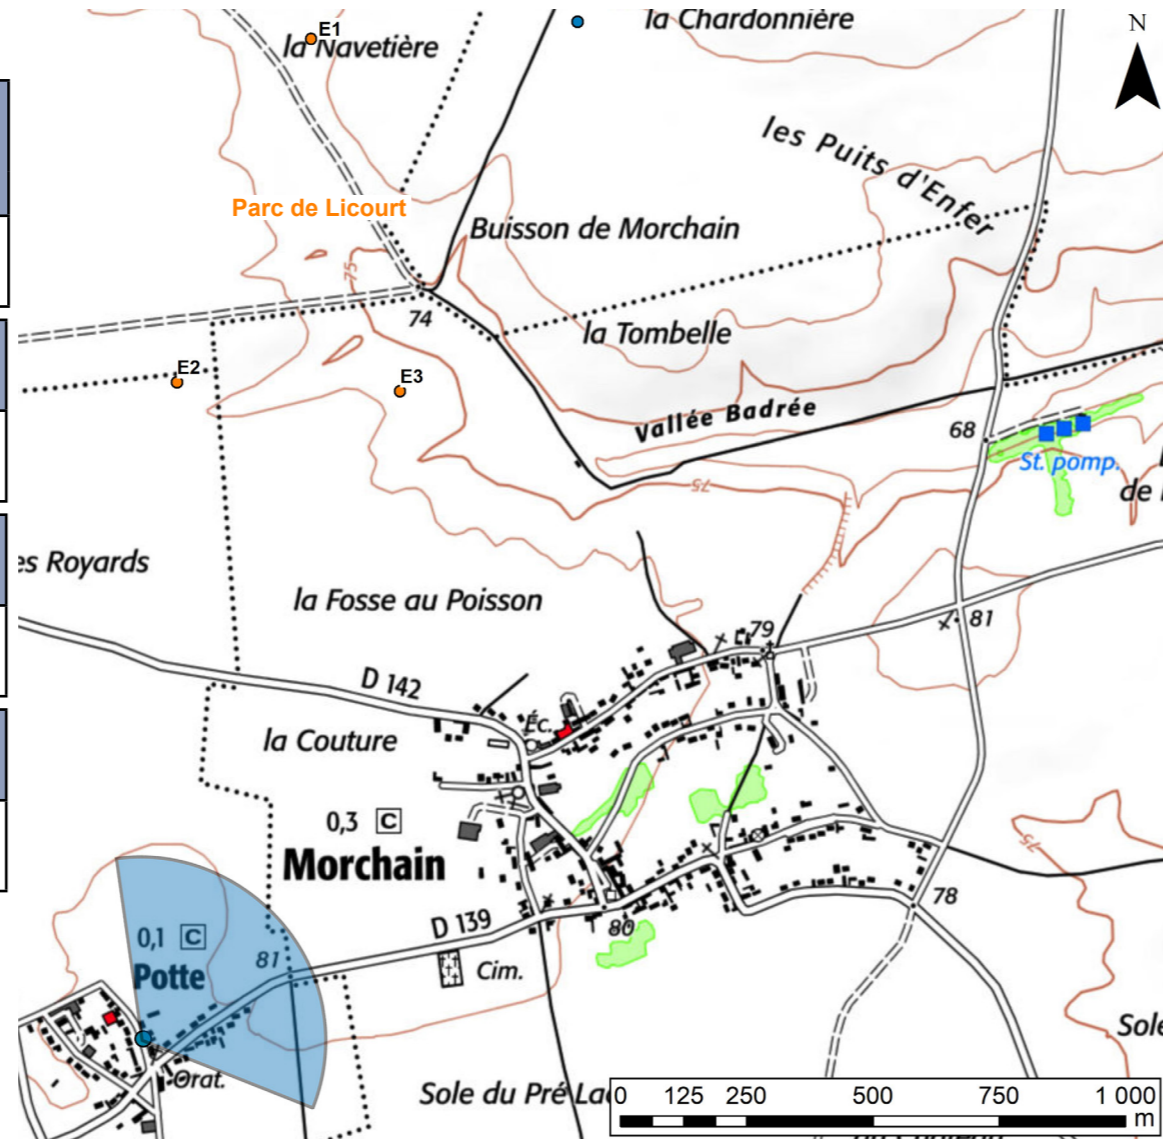 E1
la Navetière
la Chardonnière
N
les Puits d'Enfer
Parc de Licourt
Buisson de Morchain
75
74
la Tombelle
E2
E3
Vallée Badrée
68
St. pomp.
75
de
es Royards
la Fosse au Poisson
79
81
D 142
Éc.
la Couture
0,3 C
Morchain
75
78
D 139
80
0,1 C
Potte
81
Cim.
Orat.
Sole du Pré La
Sole
0 125 250 500 750 1 000
m